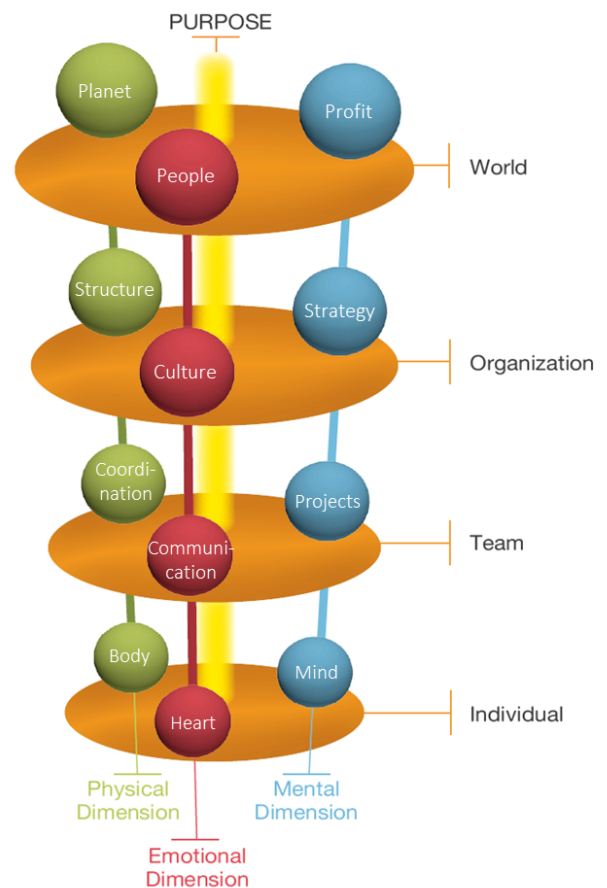 PURPOSE
Planet
Profit
People
World
Structure
Strategy
Culture
Organization
Coordi-
nation
Projects
Communi-
cation
Team
Body
Mind
Heart
Individual
Physical
Dimension
Mental
Dimension
Emotional
Dimension